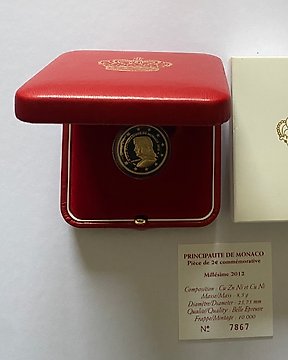 PRINCIPAUTE DE MONACO
Pièce de 2€ commémorative
Millésime 2012
Composition : Cu Zn Ni et Cu Ni
Masse/Mass : 8,5 g
Diamètre/Diameter : 25,75 mm
Qualité/Quality : Belle Epreuve
Frappe/Mintage : 10 000
N° 7867